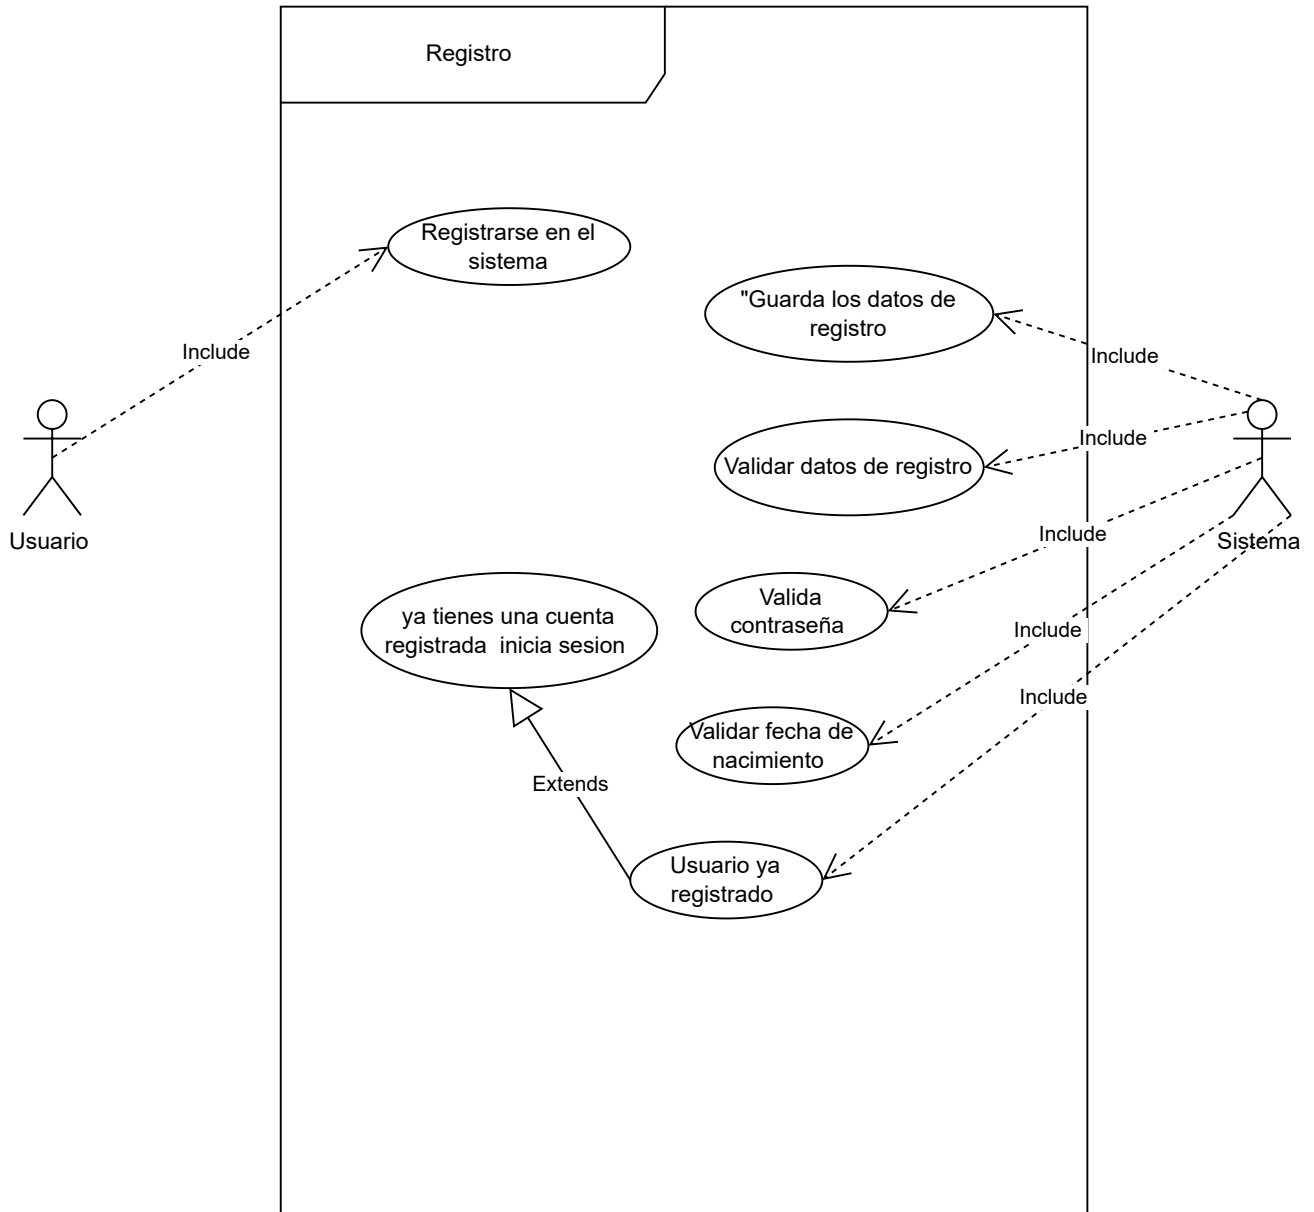 Registro
Registrarse en el
sistema
"Guarda los datos de
registro
Include
Include
Validar datos de registro
Include
Usuario
Sistema
Include
ya tienes una cuenta
registrada  inicia sesion
Valida
contraseña
Include
Include
Validar fecha de
nacimiento
Extends
Usuario ya
registrado